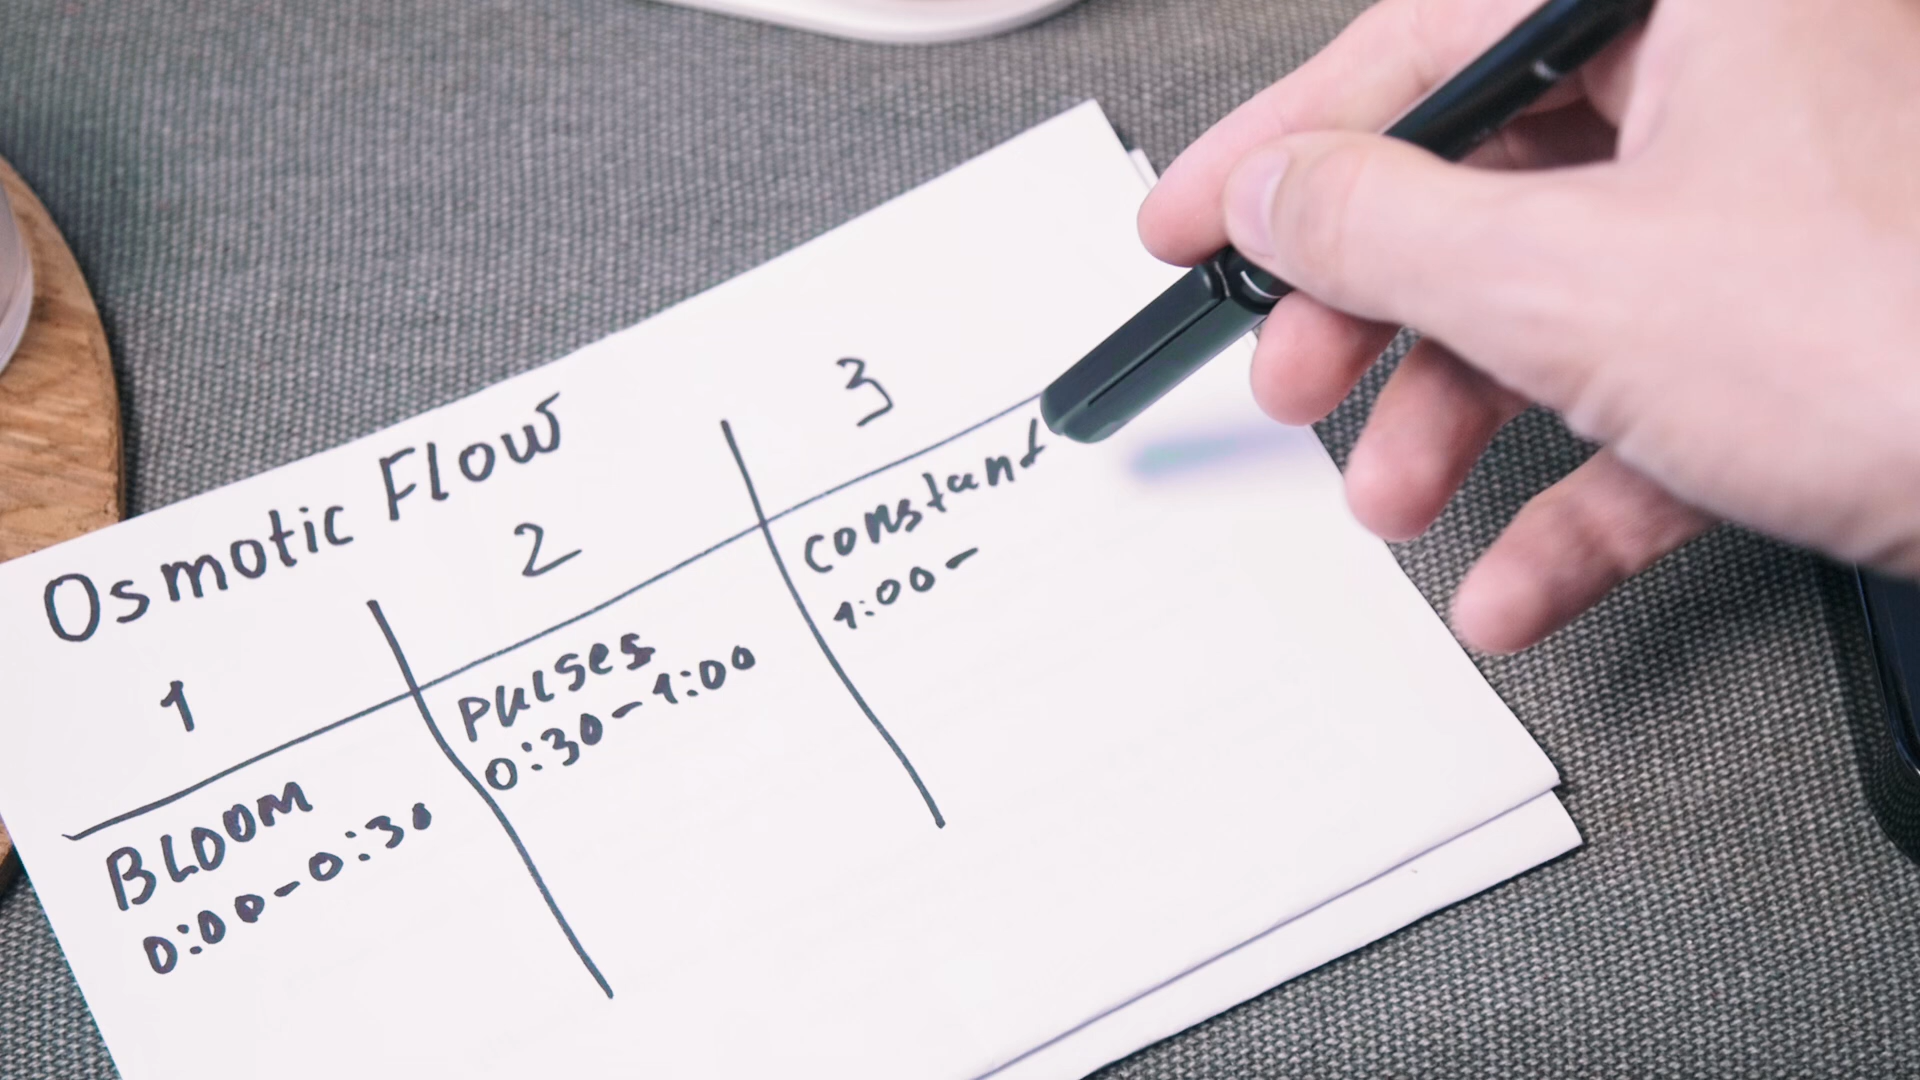 Osmotic Flow
1
2
3
BLOOM
0:00-0:30
PULSES
0:30-1:00
constant
1:00-